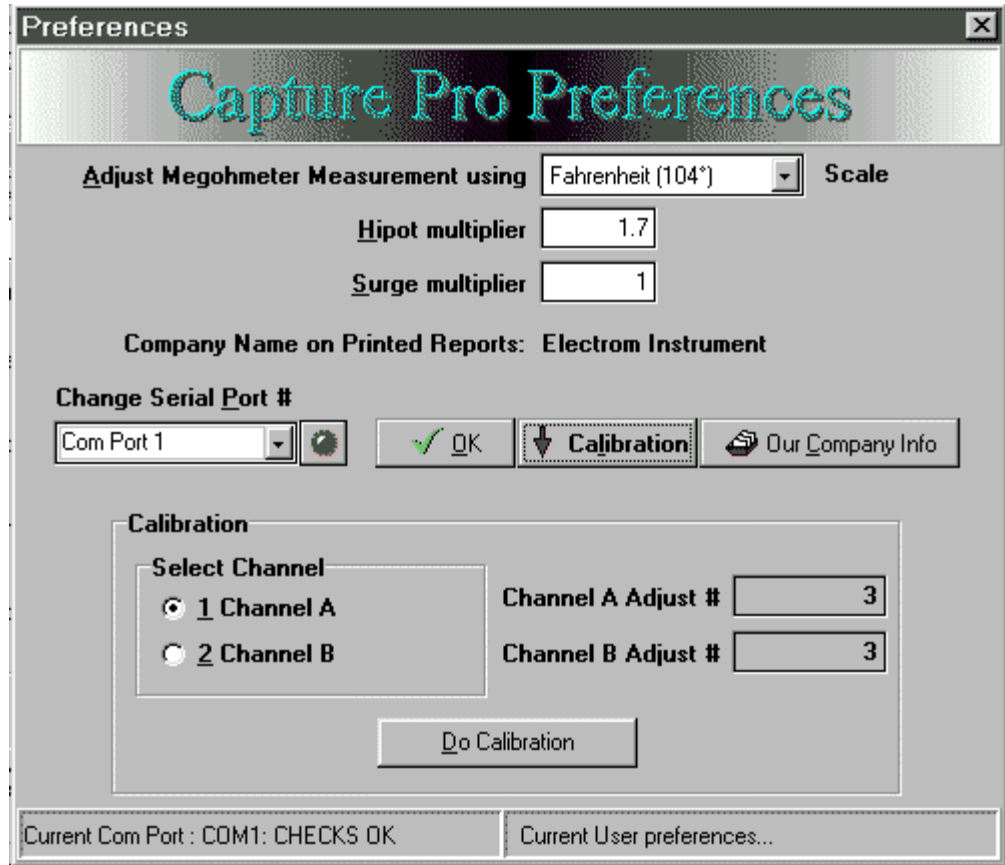 Preferences
Capture Pro Preferences
Adjust Megohmeter Measurement using Fahrenheit (104°) Scale
Hipot multiplier 1.7
Surge multiplier 1
Company Name on Printed Reports: Electrom Instrument
Change Serial Port #
Com Port 1 OK Calibration Our Company Info
Calibration
Select Channel
1 Channel A
2 Channel B
Channel A Adjust # 3
Channel B Adjust # 3
Do Calibration
Current Com Port : COM1: CHECKS OK Current User preferences...